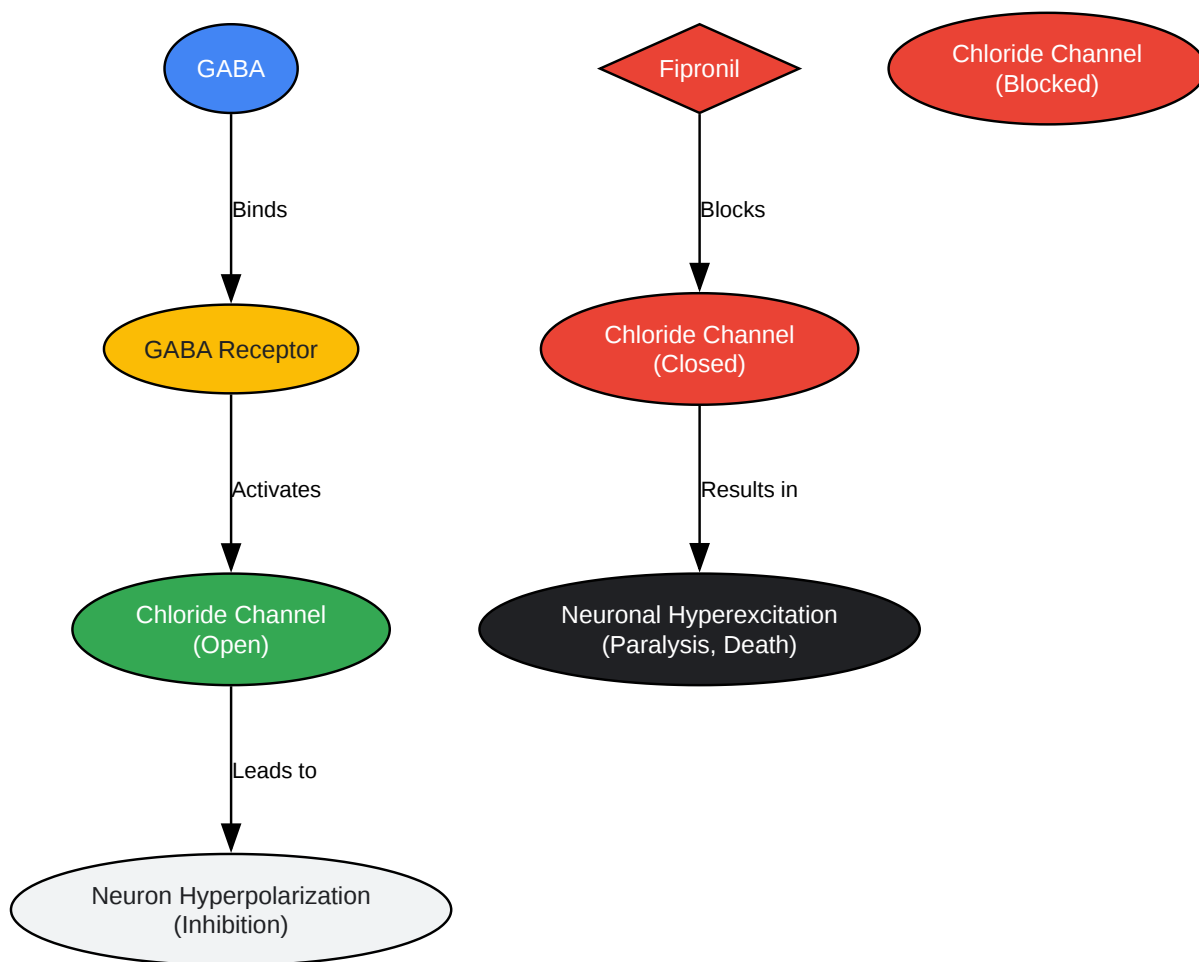 GABA
Fipronil
Chloride Channel
(Blocked)
Binds
Blocks
GABA Receptor
Chloride Channel
(Closed)
Activates
Results in
Chloride Channel
(Open)
Neuronal Hyperexcitation
(Paralysis, Death)
Leads to
Neuron Hyperpolarization
(Inhibition)